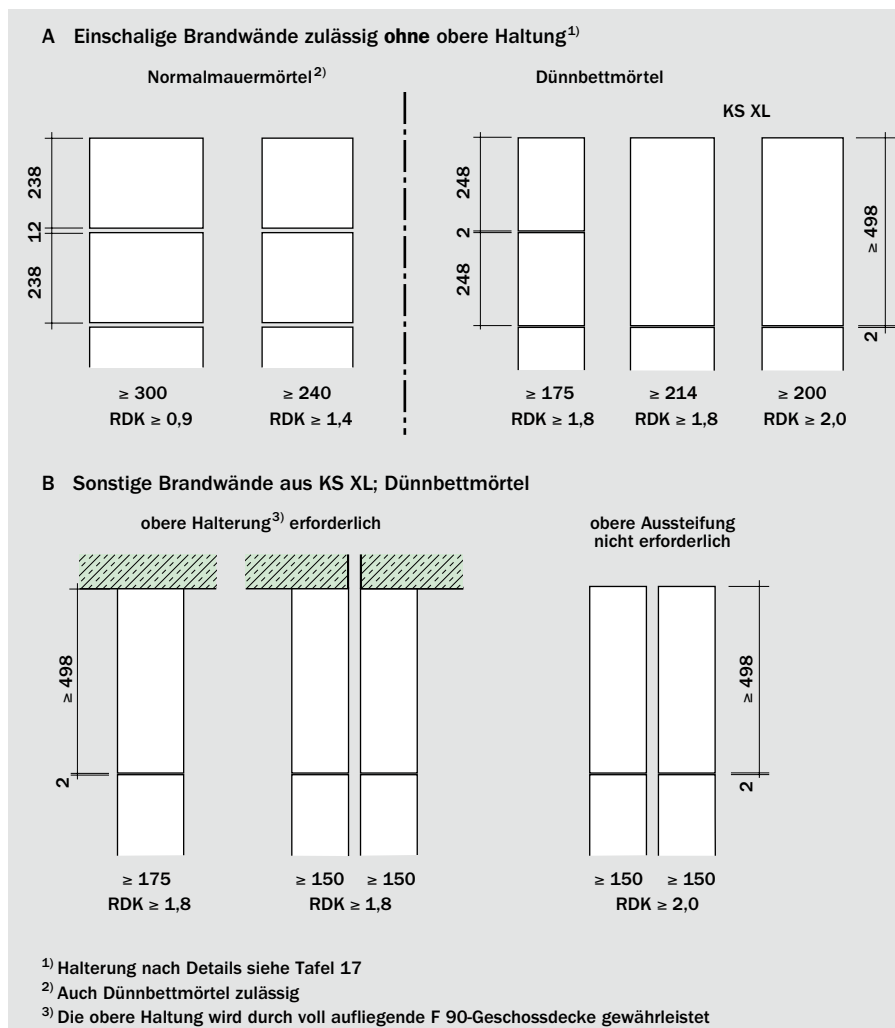 A Einschalige Brandwände zulässig ohne obere Haltung1)
Normalmauermörtel2)
Dünnbettmörtel
KS XL
238
12
238
248
2
248
≥ 498
2
≥ 300
RDK ≥ 0,9
≥ 240
RDK ≥ 1,4
≥ 175
RDK ≥ 1,8
≥ 214
RDK ≥ 1,8
≥ 200
RDK ≥ 2,0
B Sonstige Brandwände aus KS XL; Dünnbettmörtel
obere Halterung3) erforderlich
obere Aussteifung
nicht erforderlich
≥ 498
2
≥ 498
2
≥ 175
RDK ≥ 1,8
≥ 150 ≥ 150
RDK ≥ 1,8
≥ 150 ≥ 150
RDK ≥ 2,0
1) Halterung nach Details siehe Tafel 17
2) Auch Dünnbettmörtel zulässig
3) Die obere Haltung wird durch voll aufliegende F 90-Geschossdecke gewährleistet